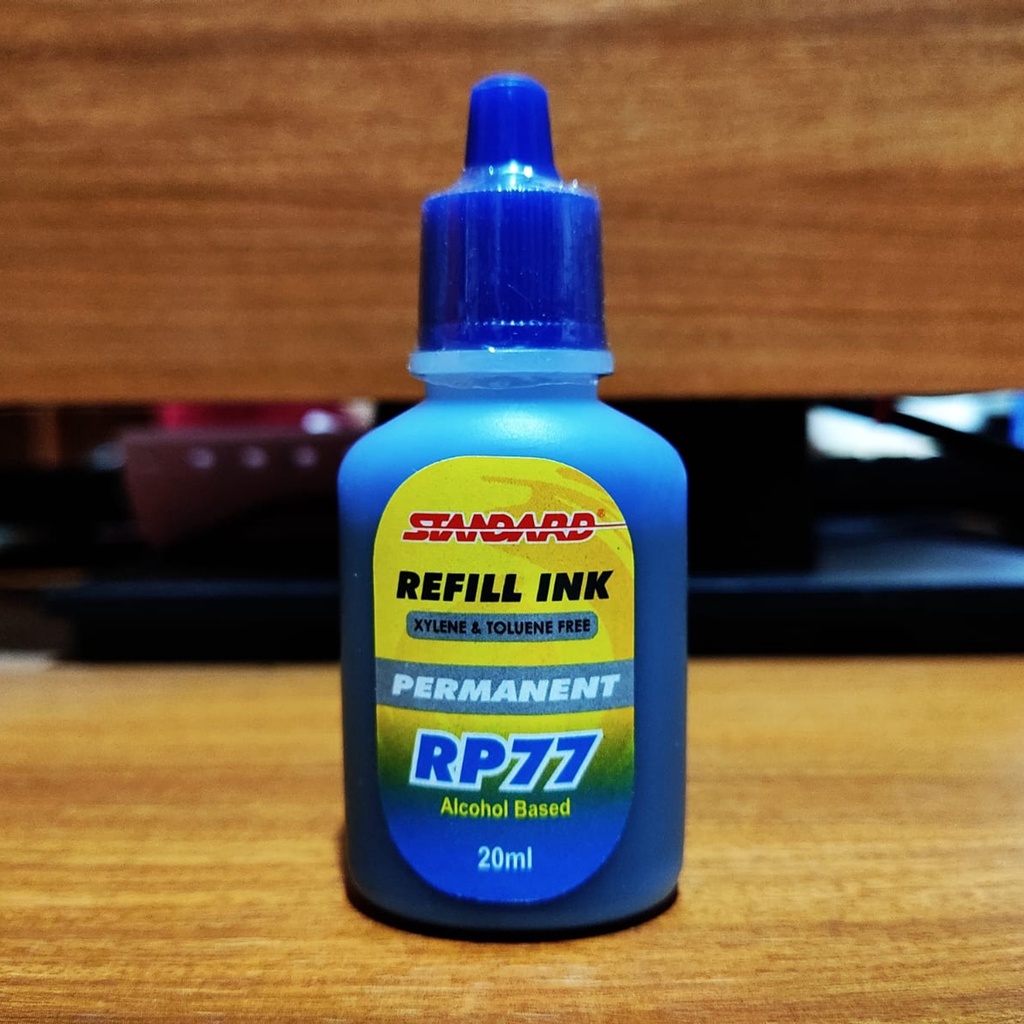 STANDARD®
REFILL INK
XYLENE & TOLUENE FREE
PERMANENT
RP77
Alcohol Based
20ml